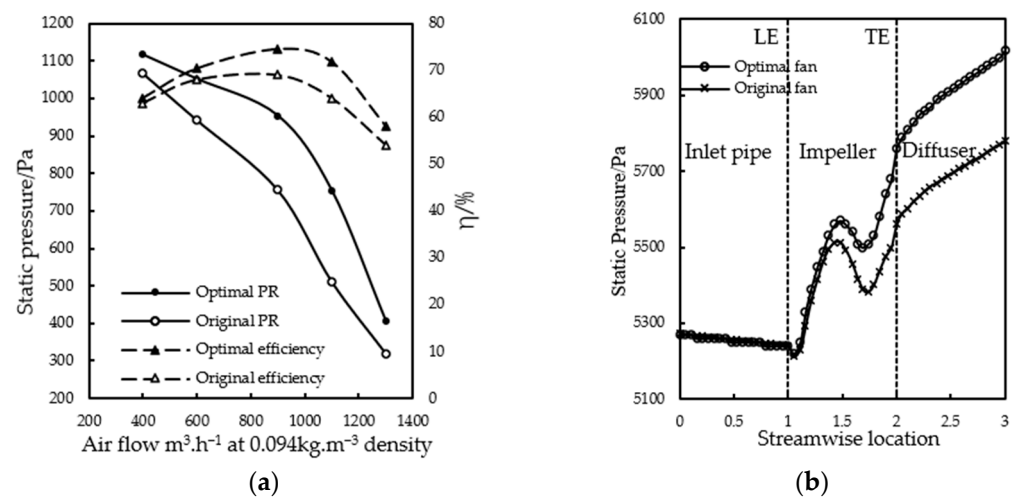 1200
1100
1000
900
800
700
600
500
400
300
200
Static pressure/Pa
80
70
60
50
40
30
20
10
0
η/%
Optimal PR
Original PR
Optimal efficiency
Original efficiency
200 400 600 800 1000 1200 1400
Air flow m³.h⁻¹ at 0.094kg.m⁻³ density
(a)
6100
5900
5700
5500
5300
5100
Static Pressure/Pa
LE TE
Optimal fan
Original fan
Inlet pipe Impeller Diffuser
0 0.5 1 1.5 2 2.5 3
Streamwise location
(b)